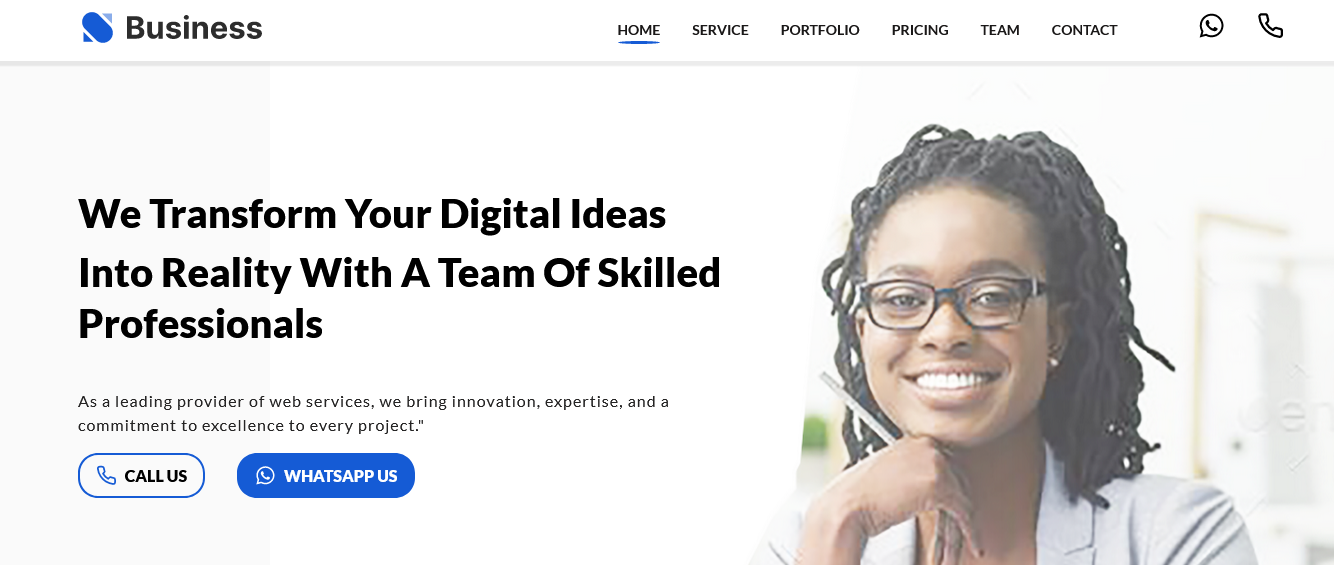 Business
HOME SERVICE PORTFOLIO PRICING TEAM CONTACT
We Transform Your Digital Ideas
Into Reality With A Team Of Skilled
Professionals
As a leading provider of web services, we bring innovation, expertise, and a
commitment to excellence to every project."
CALL US WHATSAPP US